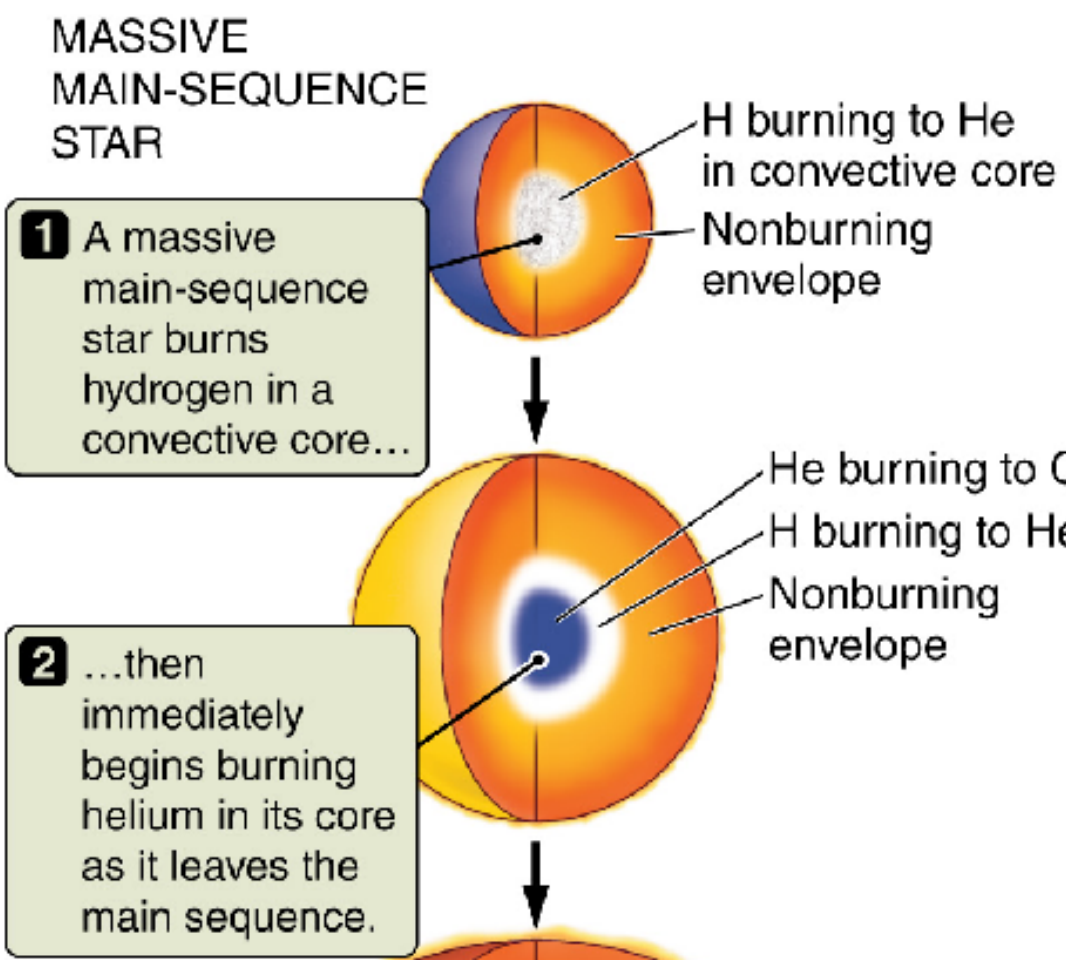 MASSIVE
MAIN-SEQUENCE
STAR
H burning to He
in convective core
Nonburning
envelope
1 A massive
main-sequence
star burns
hydrogen in a
convective core…
He burning to
H burning to He
Nonburning
envelope
2 …then
immediately
begins burning
helium in its core
as it leaves the
main sequence.